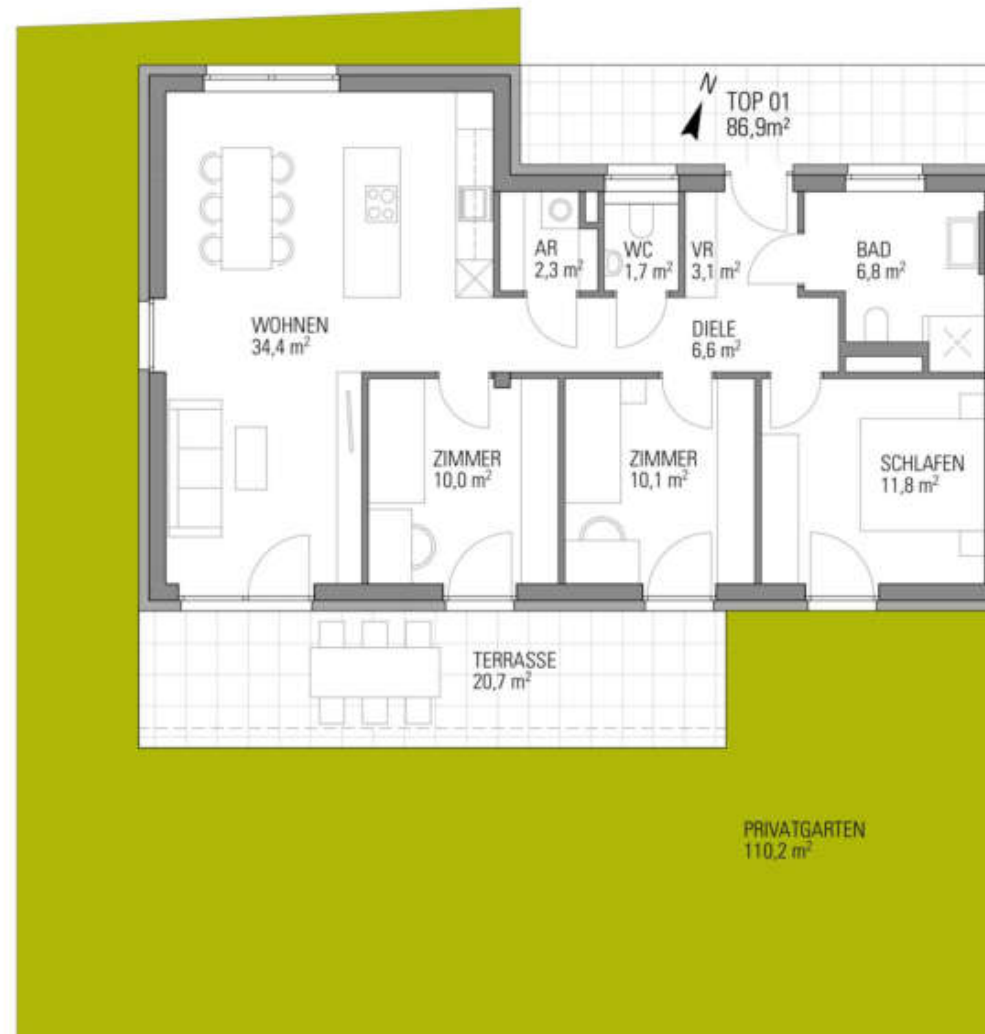 N
TOP 01
86,9m²
AR
2,3 m²
WC
1,7 m²
VR
3,1 m²
BAD
6,8 m²
WOHNEN
34,4 m²
DIELE
6,6 m²
ZIMMER
10,0 m²
ZIMMER
10,1 m²
SCHLAFEN
11,8 m²
TERRASSE
20,7 m²
PRIVATGARTEN
110,2 m²